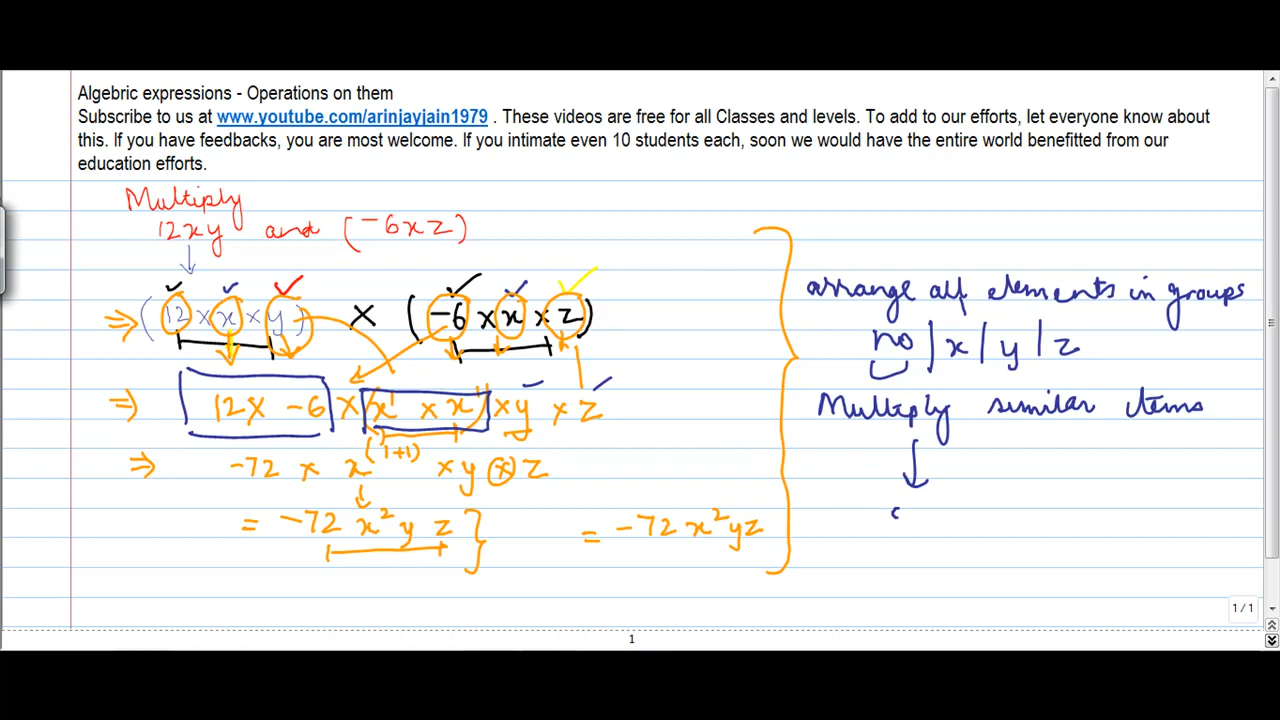 Algebric expressions - Operations on them
Subscribe to us at www.youtube.com/arinjayjain1979 . These videos are free for all Classes and levels. To add to our efforts, let everyone know about
this. If you have feedbacks, you are most welcome. If you intimate even 10 students each, soon we would have the entire world benefitted from our
education efforts.
Multiply
12xy and (-6xz)
⇒ (12 × x × y) × (-6 × x × z)
⇒ 12 × -6 × (x¹ × x¹) × y × z
⇒ -72 × x⁽¹⁺¹⁾ × y × z
= -72 x² y z } = -72 x² yz
arrange all elements in groups
no | x | y | z
Multiply similar items
1 / 1
1